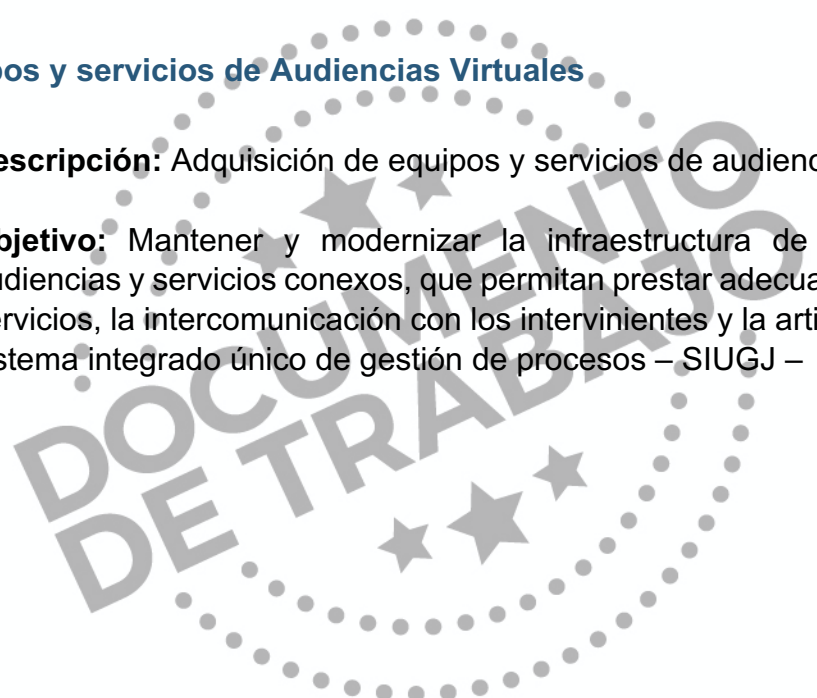 pos y servicios de Audiencias Virtuales
escripción: Adquisición de equipos y servicios de audienc
bjetivo: Mantener y modernizar la infraestructura de
udiencias y servicios conexos, que permitan prestar adecua
ervicios, la intercomunicación con los intervinientes y la arti
istema integrado único de gestión de procesos – SIUGJ –
DOCUMENTO
DE TRABAJO